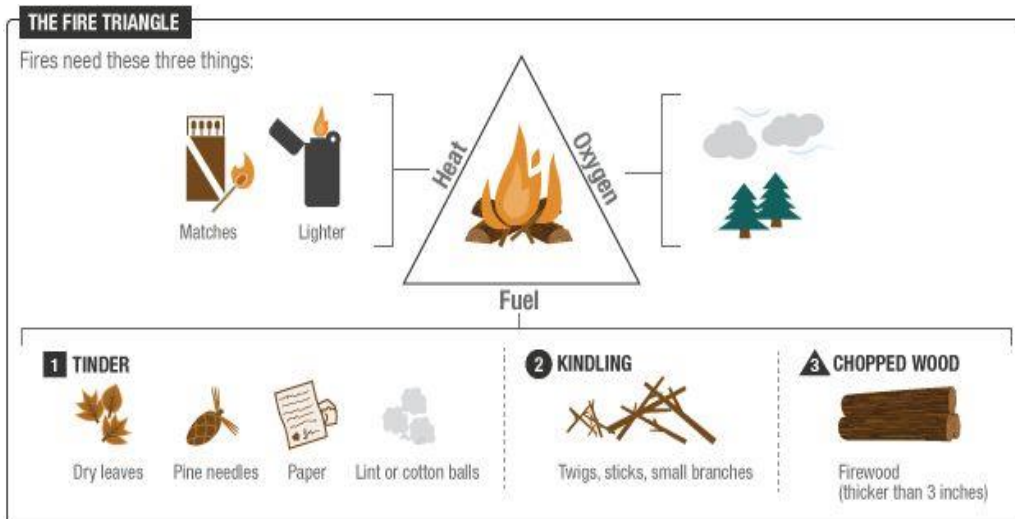 THE FIRE TRIANGLE
Fires need these three things:
Heat
Oxygen
Matches
Lighter
Fuel
1 TINDER
2 KINDLING
3 CHOPPED WOOD
Dry leaves
Pine needles
Paper
Lint or cotton balls
Twigs, sticks, small branches
Firewood
(thicker than 3 inches)